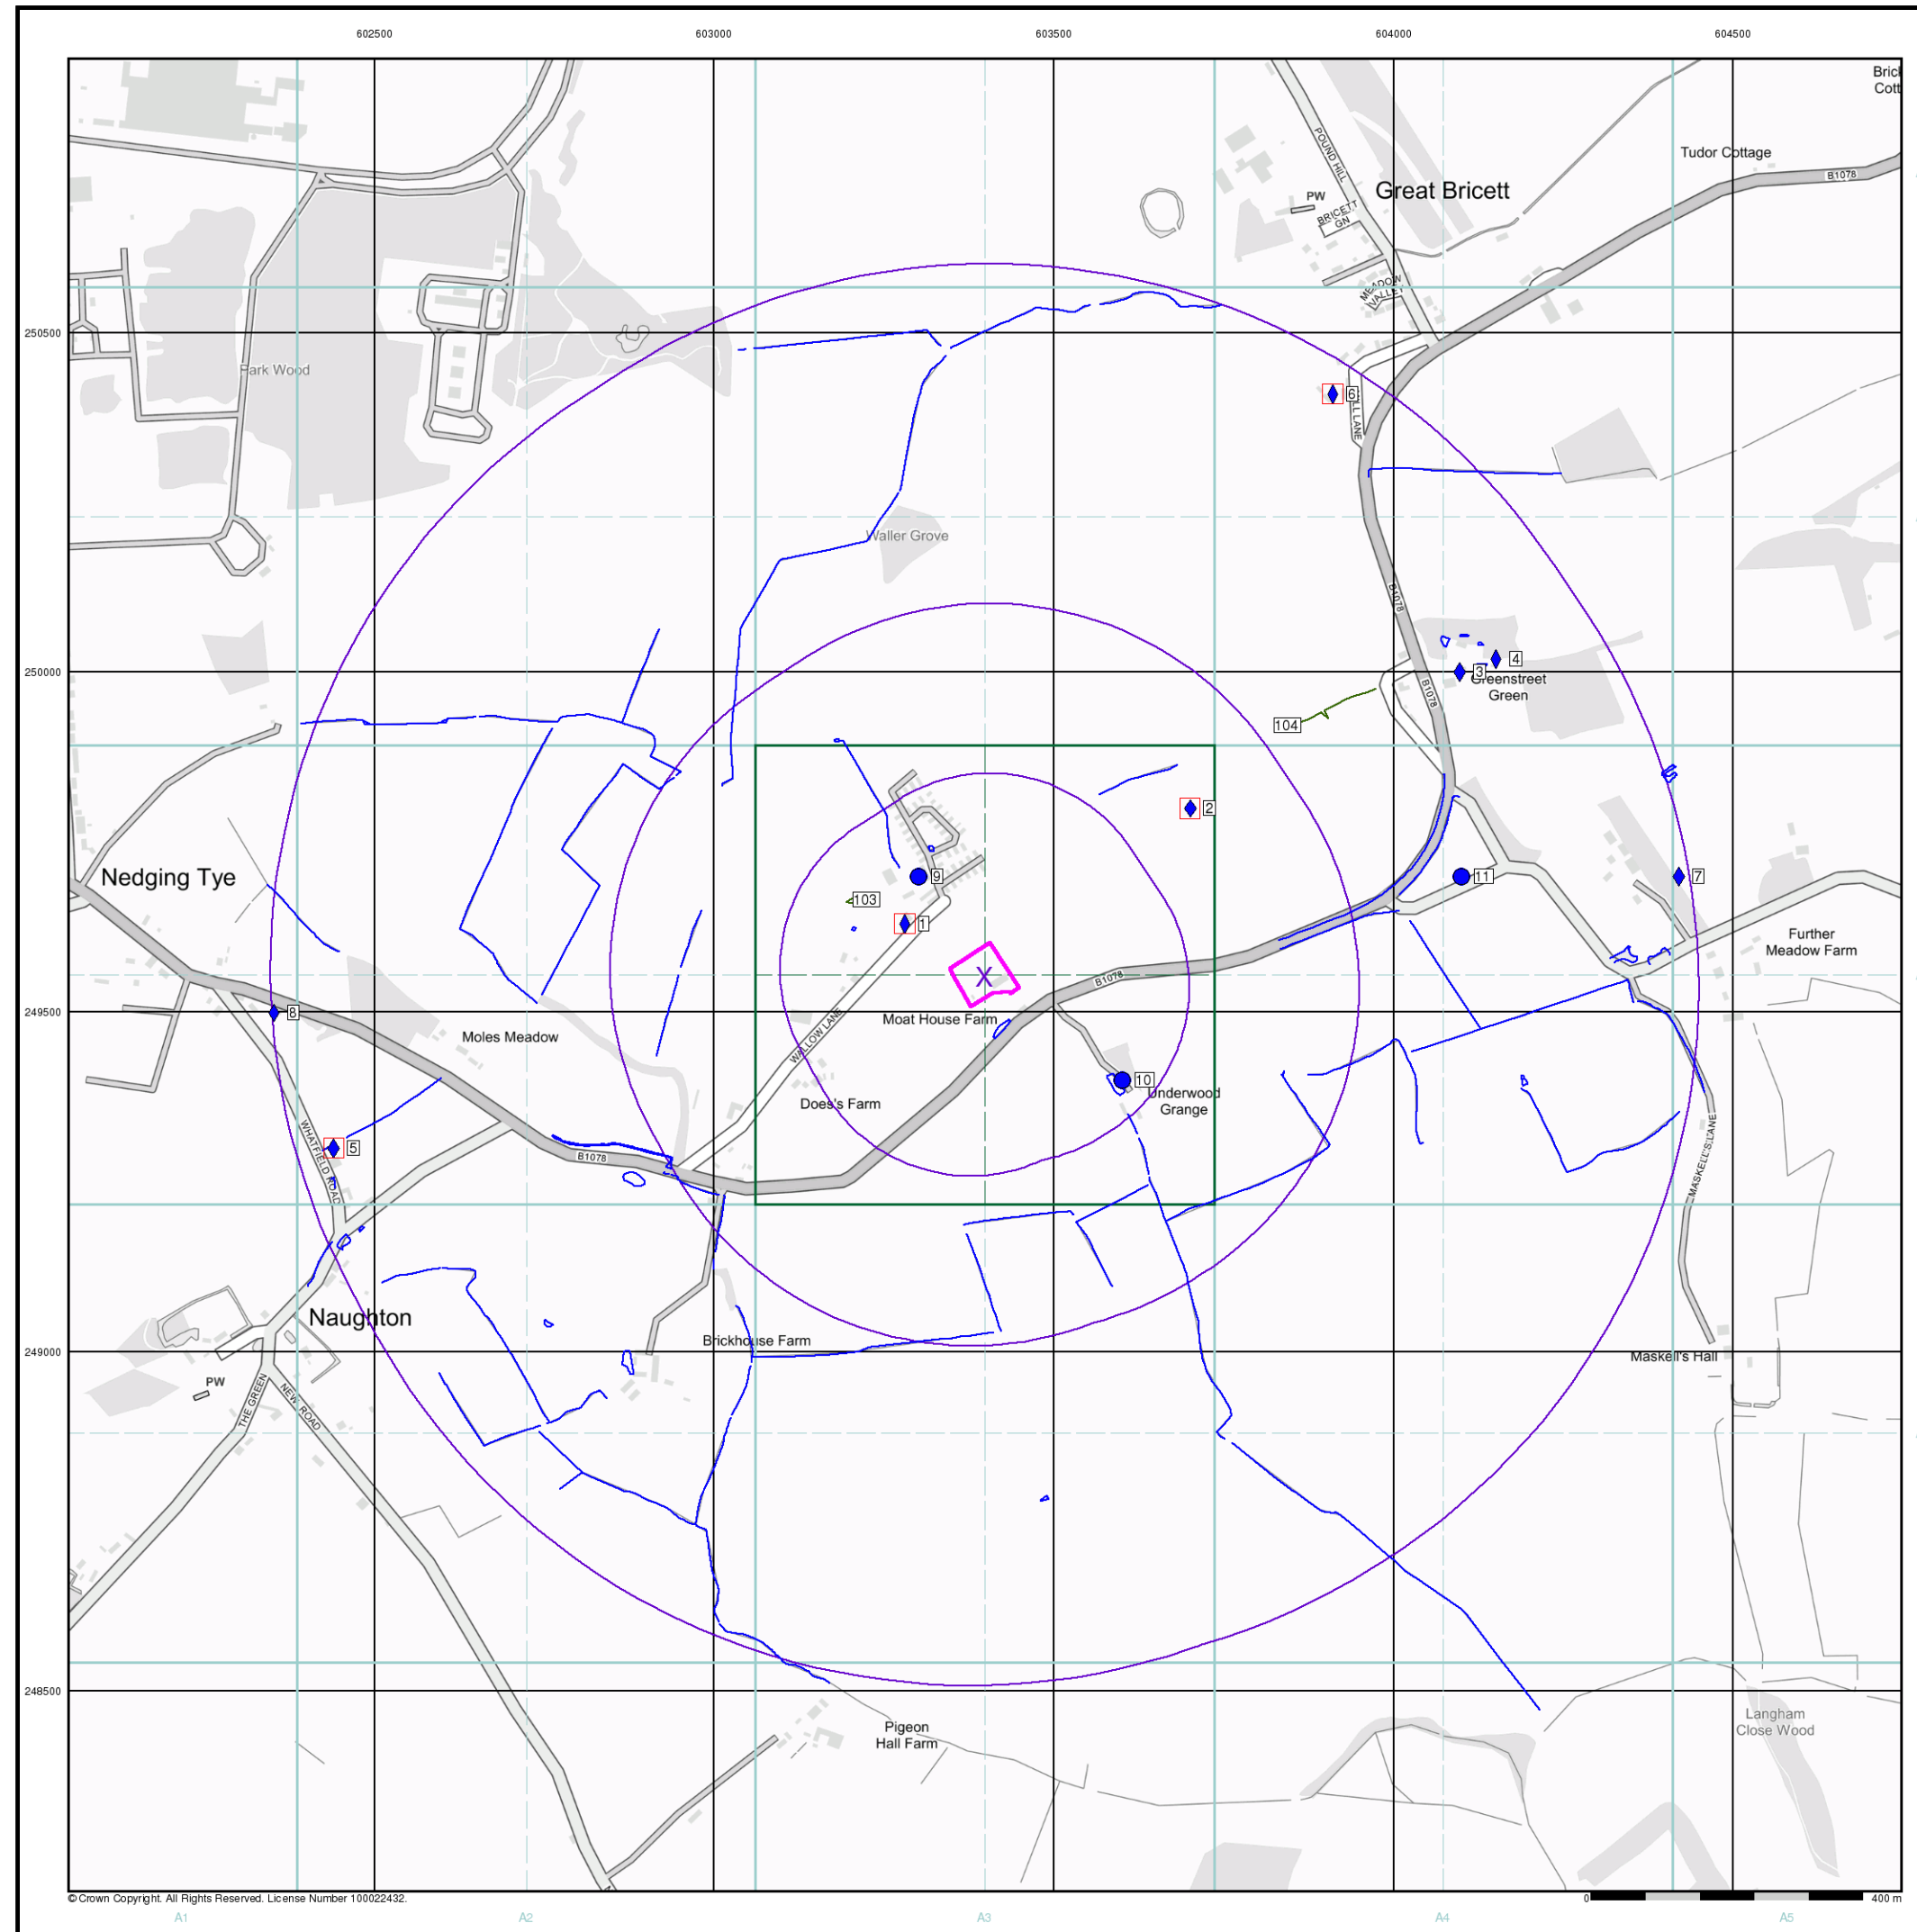 602500 603000 603500 604000 604500
Tudor Cottage
B1078
POUND HILL
Great Bricett
PW
BRICETT
GN
MEADOW
VALLEY
250500
Park Wood
6
Waller Grove
B1078
250000
4
3
Greenstreet
Green
B1078
104
2
Nedging Tye
9
11
7
103
1
Further
Meadow Farm
B1078
249500
8
Moat House Farm
Moles Meadow
WALLOW LANE
10
Underwood
Grange
Does's Farm
WHATFIELD ROAD
5
B1078
MASKELL'S LANE
Naughton
Brickhouse Farm
249000
Maskell's Hall
PW
THE GREEN
NEW ROAD
248500
Pigeon
Hall Farm
Langham
Close Wood
© Crown Copyright. All Rights Reserved. License Number 100022432.
0 400 m
A1 A2 A3 A4 A5